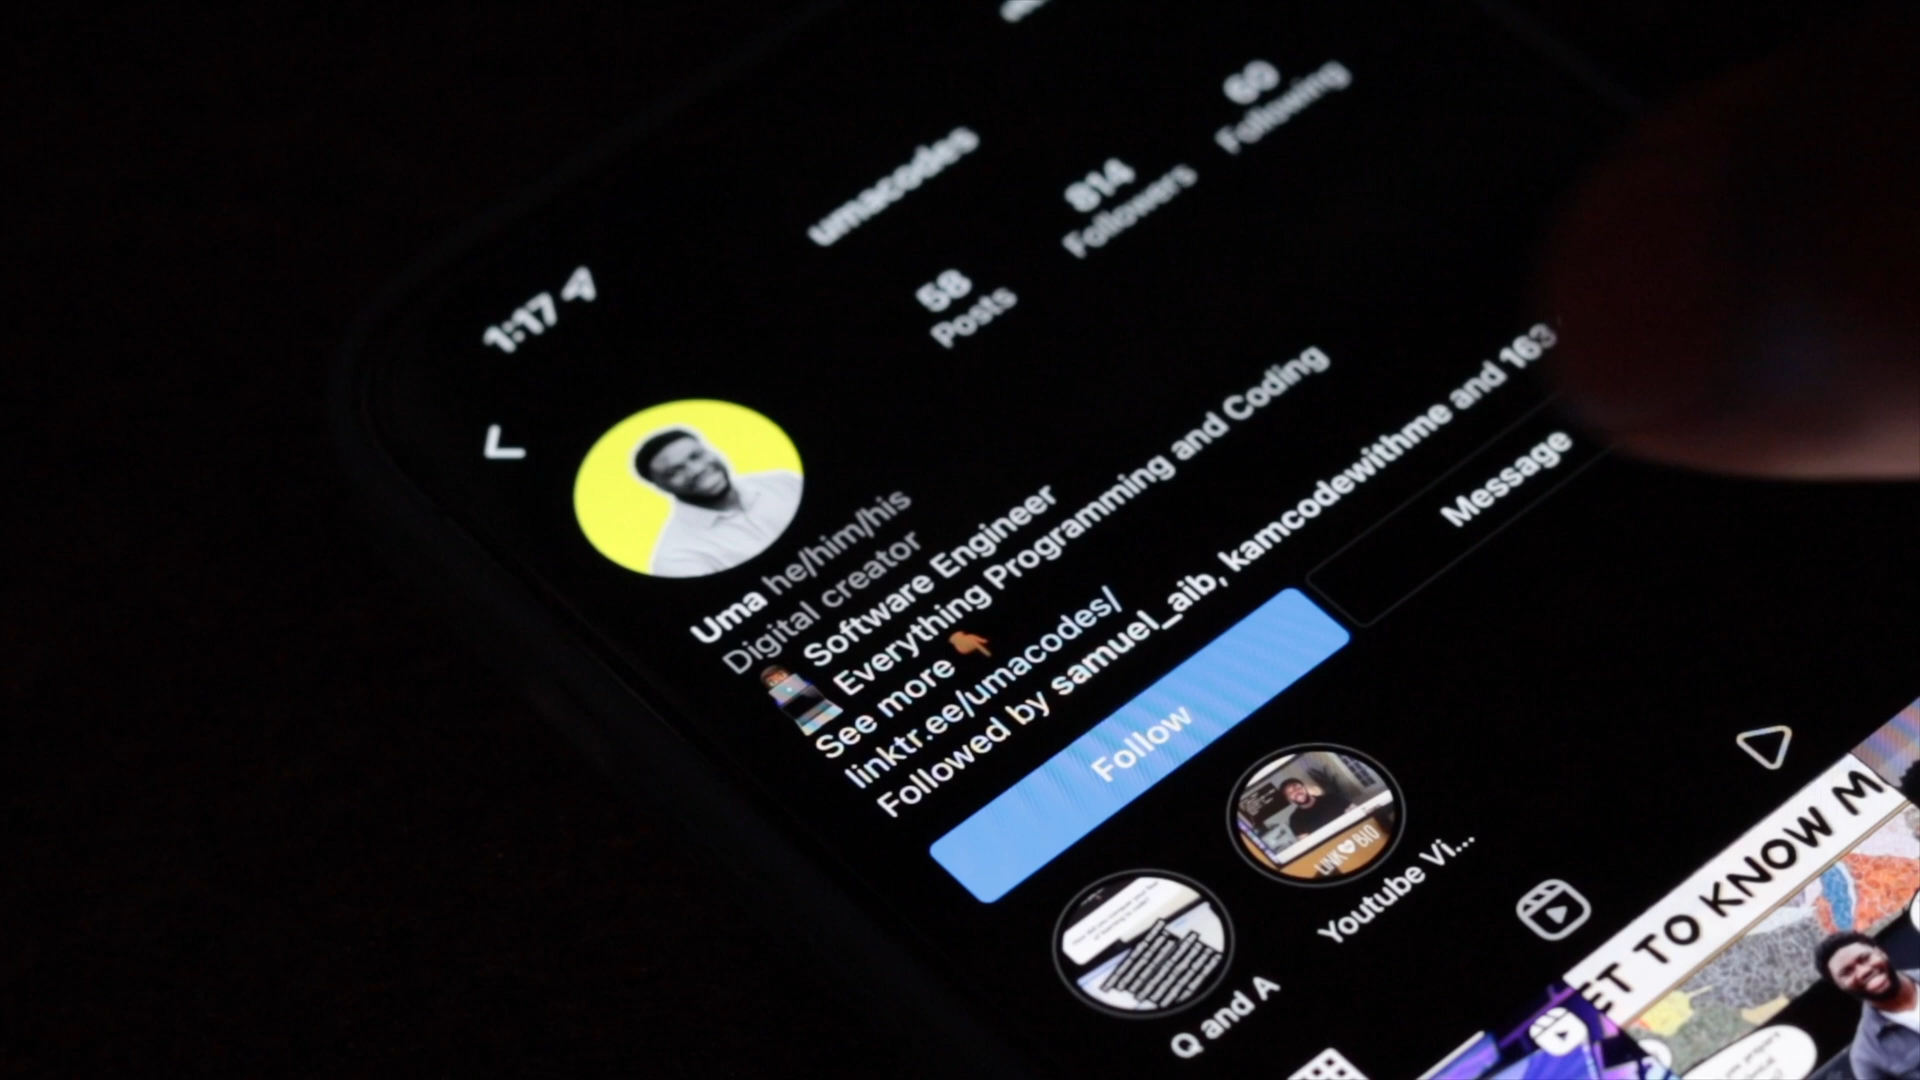 1:17
umacodes
58
Posts
814
Followers
60
Following
Uma he/him/his
Digital creator
Software Engineer
Everything Programming and Coding
See more
linktr.ee/umacodes/
Followed by samuel_aib, kamcodewithme and 163
Follow
Message
LINK BIO
Q and A
Youtube Vi...
ET TO KNOW M